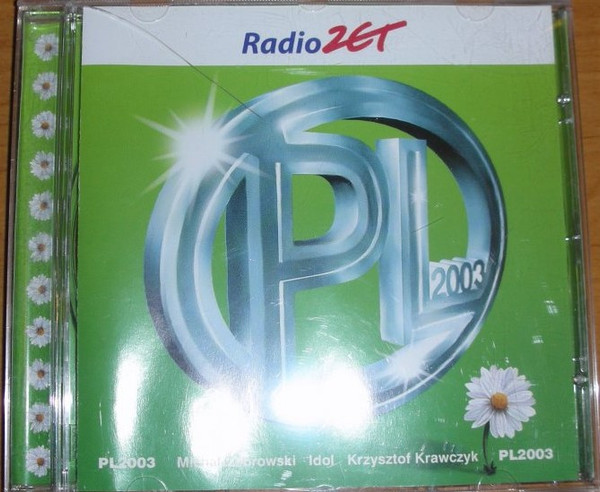 Radio ZET
PL
2003
PL2003 Idol Krzysztof Krawczyk PL2003